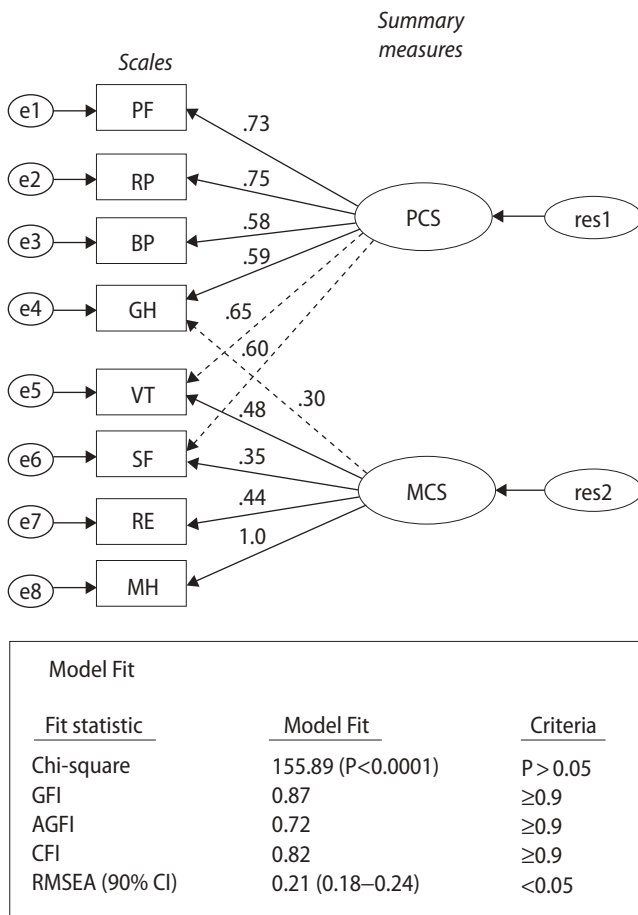 Summary
measures
Scales
e1 PF
.73
e2 RP
.75
PCS res1
e3 BP
.58
.59
e4 GH
.65
.60
e5 VT
.30
.48
e6 SF
.35
MCS res2
.44
e7 RE
1.0
e8 MH
Model Fit
Fit statistic Model Fit Criteria
Chi-square 155.89 (P<0.0001) P > 0.05
GFI 0.87 ≥0.9
AGFI 0.72 ≥0.9
CFI 0.82 ≥0.9
RMSEA (90% CI) 0.21 (0.18–0.24) <0.05